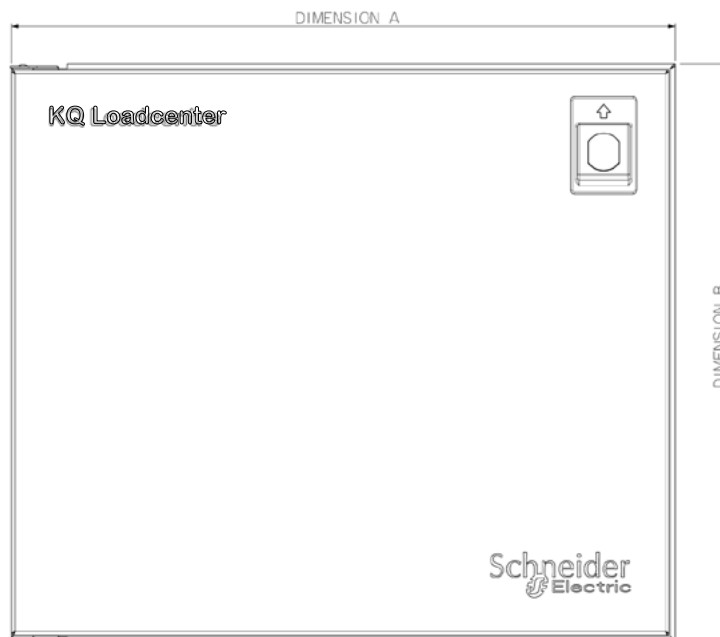 DIMENSION A
KQ Loadcenter
DIMENSION B
Schneider
Electric